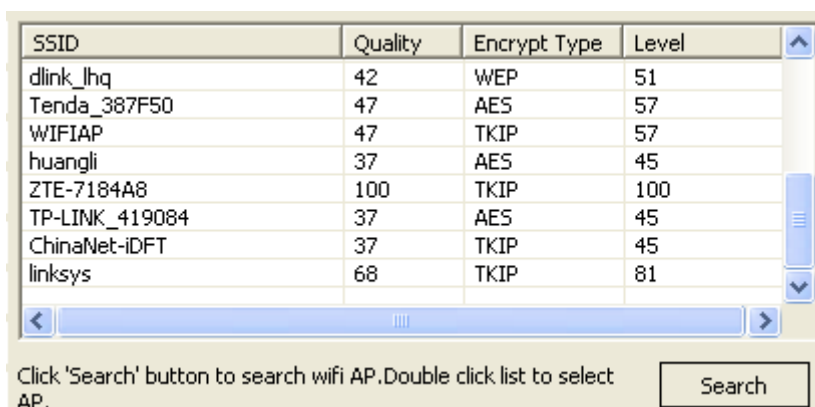 SSID Quality Encrypt Type Level
dlink_lhq 42 WEP 51
Tenda_387F50 47 AES 57
WIFIAP 47 TKIP 57
huangli 37 AES 45
ZTE-7184A8 100 TKIP 100
TP-LINK_419084 37 AES 45
ChinaNet-iDFT 37 TKIP 45
linksys 68 TKIP 81
Click 'Search' button to search wifi AP.Double click list to select
AP.
Search